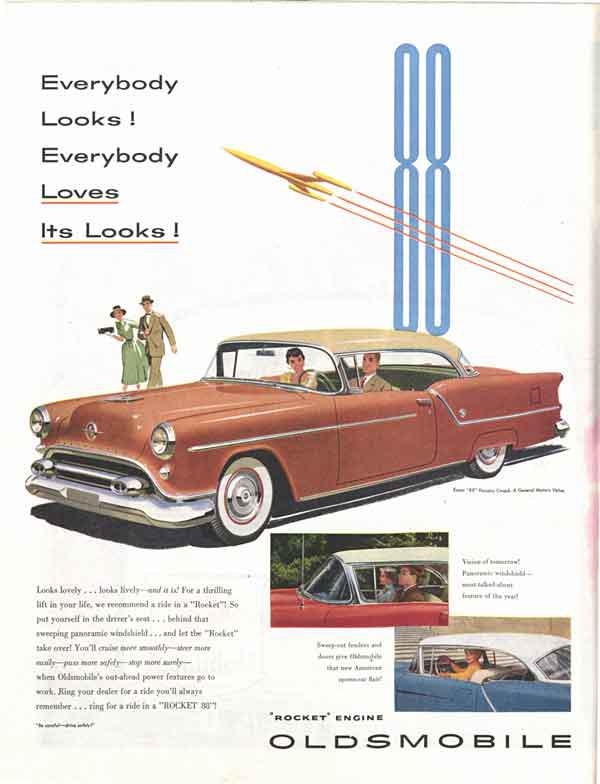 Everybody
Looks!
Everybody
Loves
Its Looks!
88
Super "88" Holiday Coupé. A General Motors Value.
Looks lovely . . . looks lively—and it is! For a thrilling
lift in your life, we recommend a ride in a "Rocket"! So
put yourself in the driver's seat . . . behind that
sweeping panoramic windshield . . . and let the "Rocket"
take over! You'll cruise more smoothly—steer more
easily—pass more safely—stop more surely—
when Oldsmobile's out-ahead power features go to
work. Ring your dealer for a ride you'll always
remember . . . ring for a ride in a "ROCKET 88"!
"Be careful—drive safely!"
Vision of tomorrow!
Panoramic windshield—
most-talked-about
feature of the year!
Sweep-cut fenders and
doors give Oldsmobile
that new American
sports-car flair!
"ROCKET" ENGINE
OLDSMOBILE